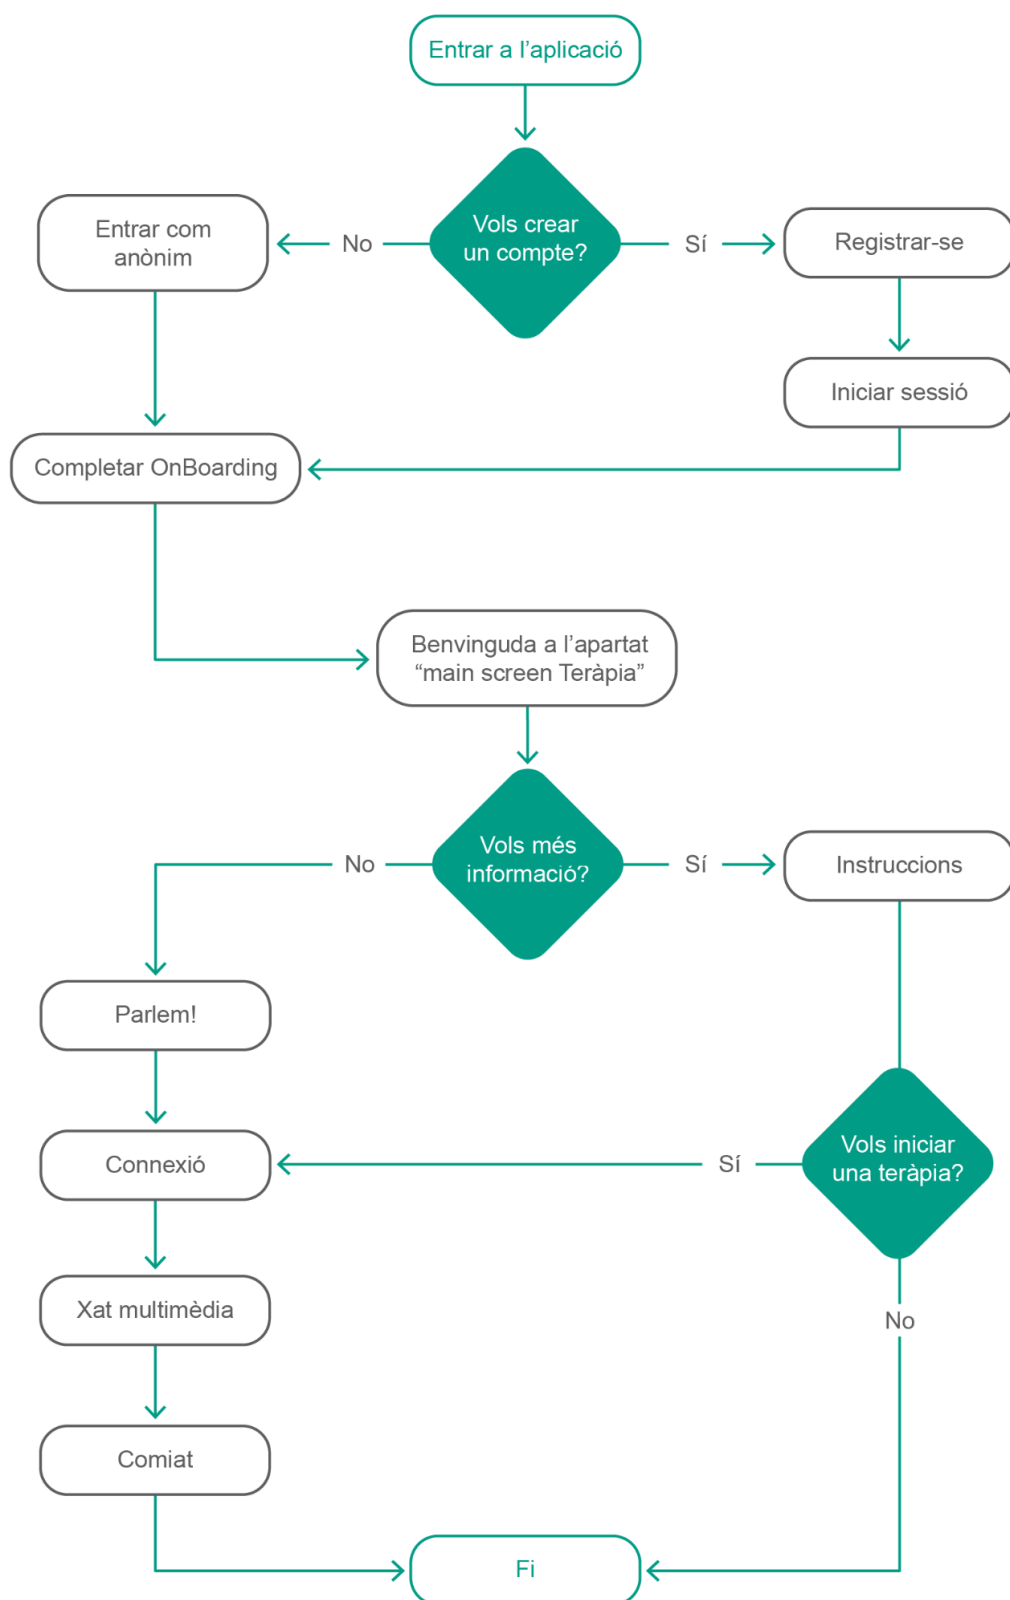 Entrar a l’aplicació
Vols crear
un compte?
Entrar com
anònim
No
Sí
Registrar-se
Iniciar sessió
Completar OnBoarding
Benvinguda a l’apartat
“main screen Teràpia”
Vols més
informació?
No
Sí
Instruccions
Parlem!
Connexió
Sí
Vols iniciar
una teràpia?
Xat multimèdia
No
Comiat
Fi